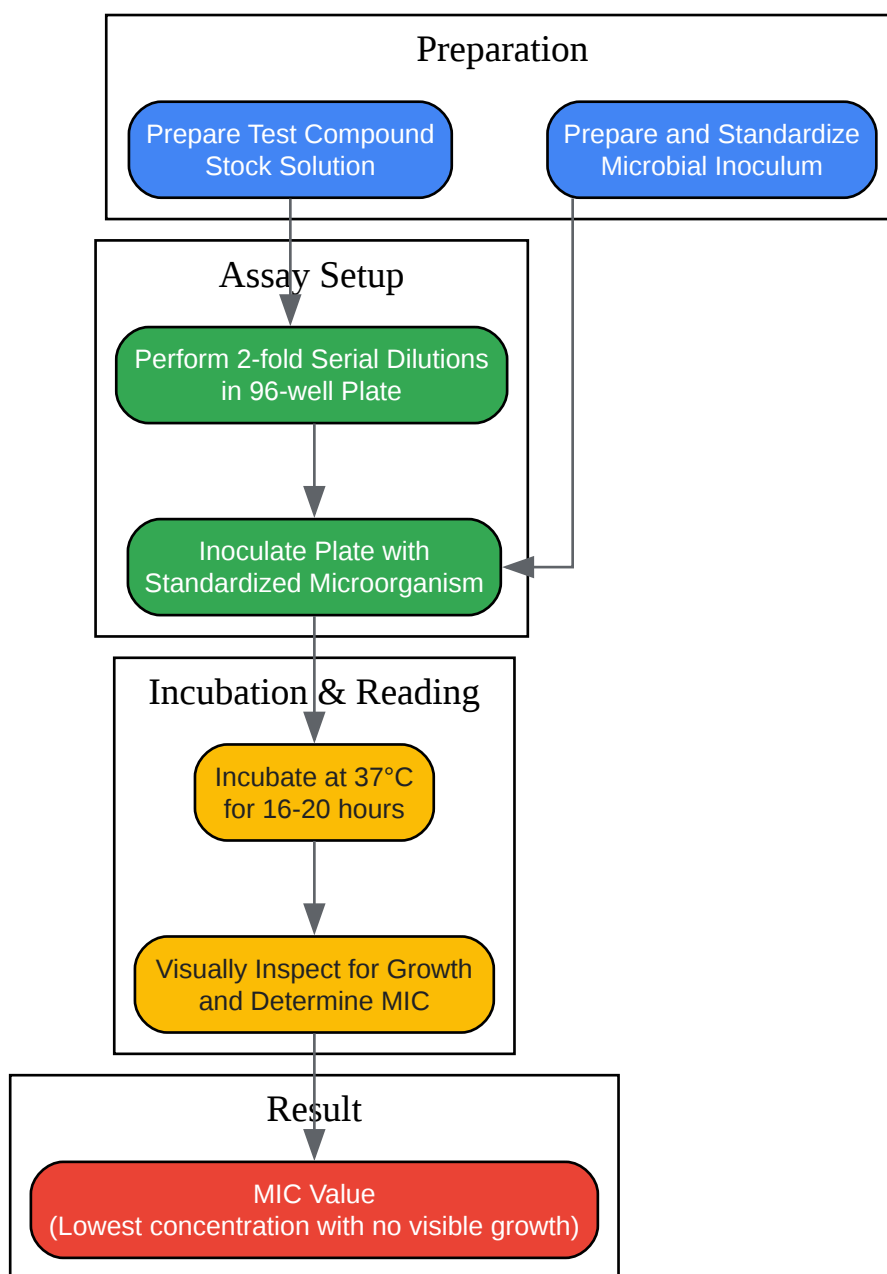 Preparation
Prepare Test Compound
Stock Solution
Prepare and Standardize
Microbial Inoculum
Assay Setup
Perform 2-fold Serial Dilutions
in 96-well Plate
Inoculate Plate with
Standardized Microorganism
Incubation & Reading
Incubate at 37°C
for 16-20 hours
Visually Inspect for Growth
and Determine MIC
Result
MIC Value
(Lowest concentration with no visible growth)